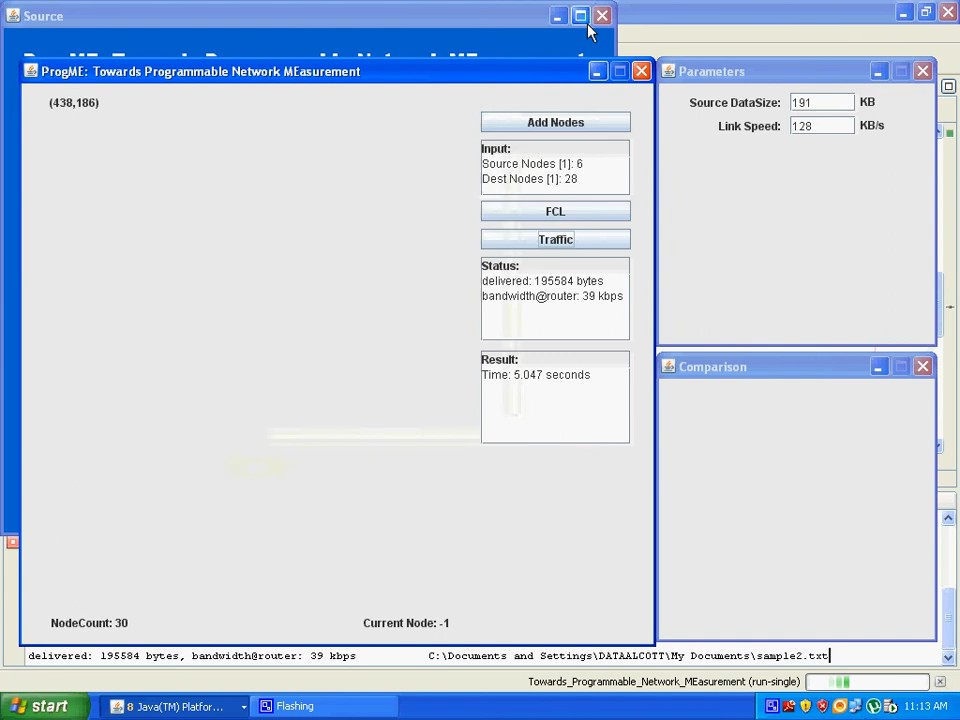 Source
ProgME: Towards Programmable Network MEasurement
(438,186)
Add Nodes
Input:
Source Nodes [1]: 6
Dest Nodes [1]: 28
FCL
Traffic
Status:
delivered: 195584 bytes
bandwidth@router: 39 kbps
Result:
Time: 5.047 seconds
NodeCount: 30
Current Node: -1
Parameters
Source DataSize: 191 KB
Link Speed: 128 KB/s
Comparison
delivered: 195584 bytes, bandwidth@router: 39 kbps C:\Documents and Settings\DATAALCOTT\My Documents\sample2.txt
Towards_Programmable_Network_MEasurement (run-single)
start
8 Java(TM) Platfor...
Flashing
11:13 AM